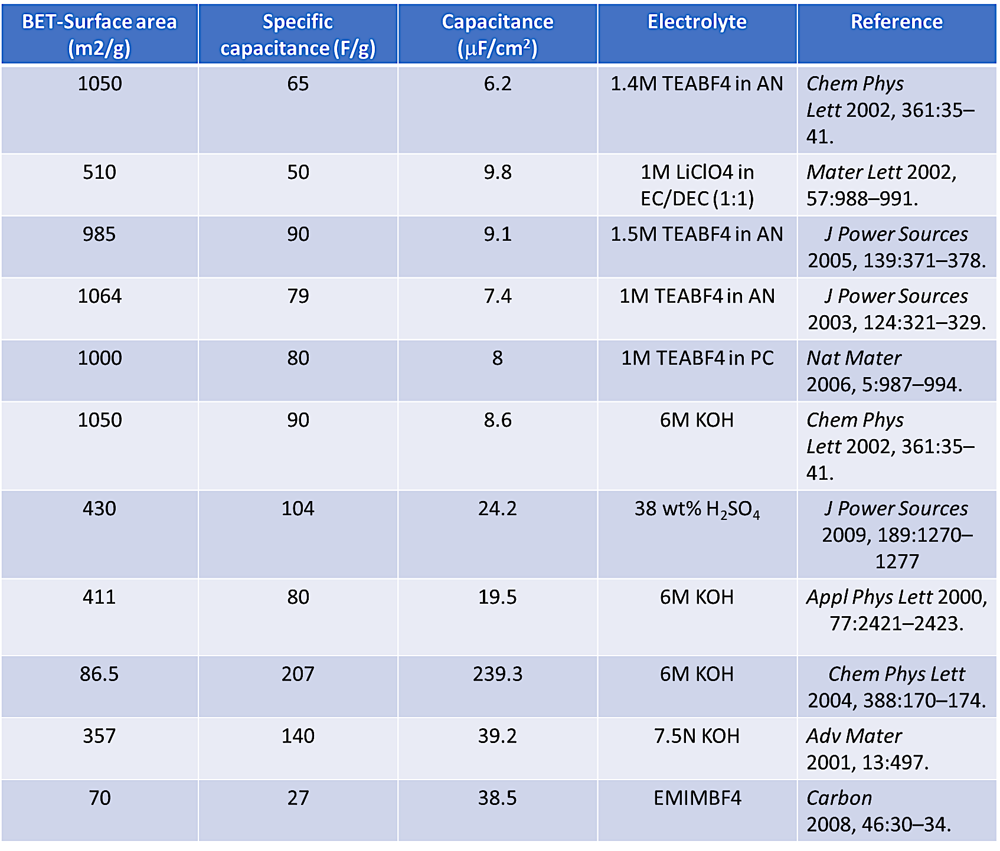 BET-Surface area
(m2/g)
Specific
capacitance (F/g)
Capacitance
(μF/cm²)
Electrolyte
Reference
1050
65
6.2
1.4M TEABF4 in AN
Chem Phys
Lett 2002, 361:35–
41.
510
50
9.8
1M LiClO4 in
EC/DEC (1:1)
Mater Lett 2002,
57:988–991.
985
90
9.1
1.5M TEABF4 in AN
J Power Sources
2005, 139:371–378.
1064
79
7.4
1M TEABF4 in AN
J Power Sources
2003, 124:321–329.
1000
80
8
1M TEABF4 in PC
Nat Mater
2006, 5:987–994.
1050
90
8.6
6M KOH
Chem Phys
Lett 2002, 361:35–
41.
430
104
24.2
38 wt% H₂SO₄
J Power Sources
2009, 189:1270–
1277
411
80
19.5
6M KOH
Appl Phys Lett 2000,
77:2421–2423.
86.5
207
239.3
6M KOH
Chem Phys Lett
2004, 388:170–174.
357
140
39.2
7.5N KOH
Adv Mater
2001, 13:497.
70
27
38.5
EMIMBF4
Carbon
2008, 46:30–34.